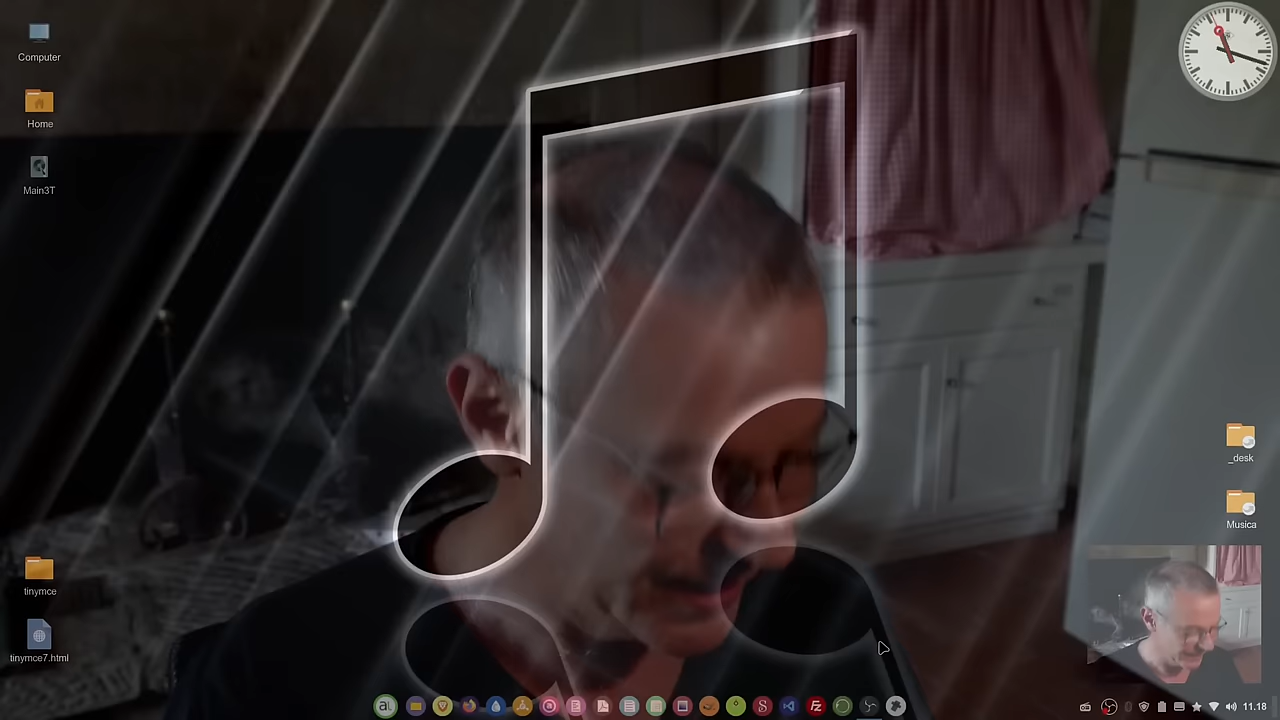 Computer
Home
Main3T
_desk
Musica
tinymce
tinymce7.html
11.18